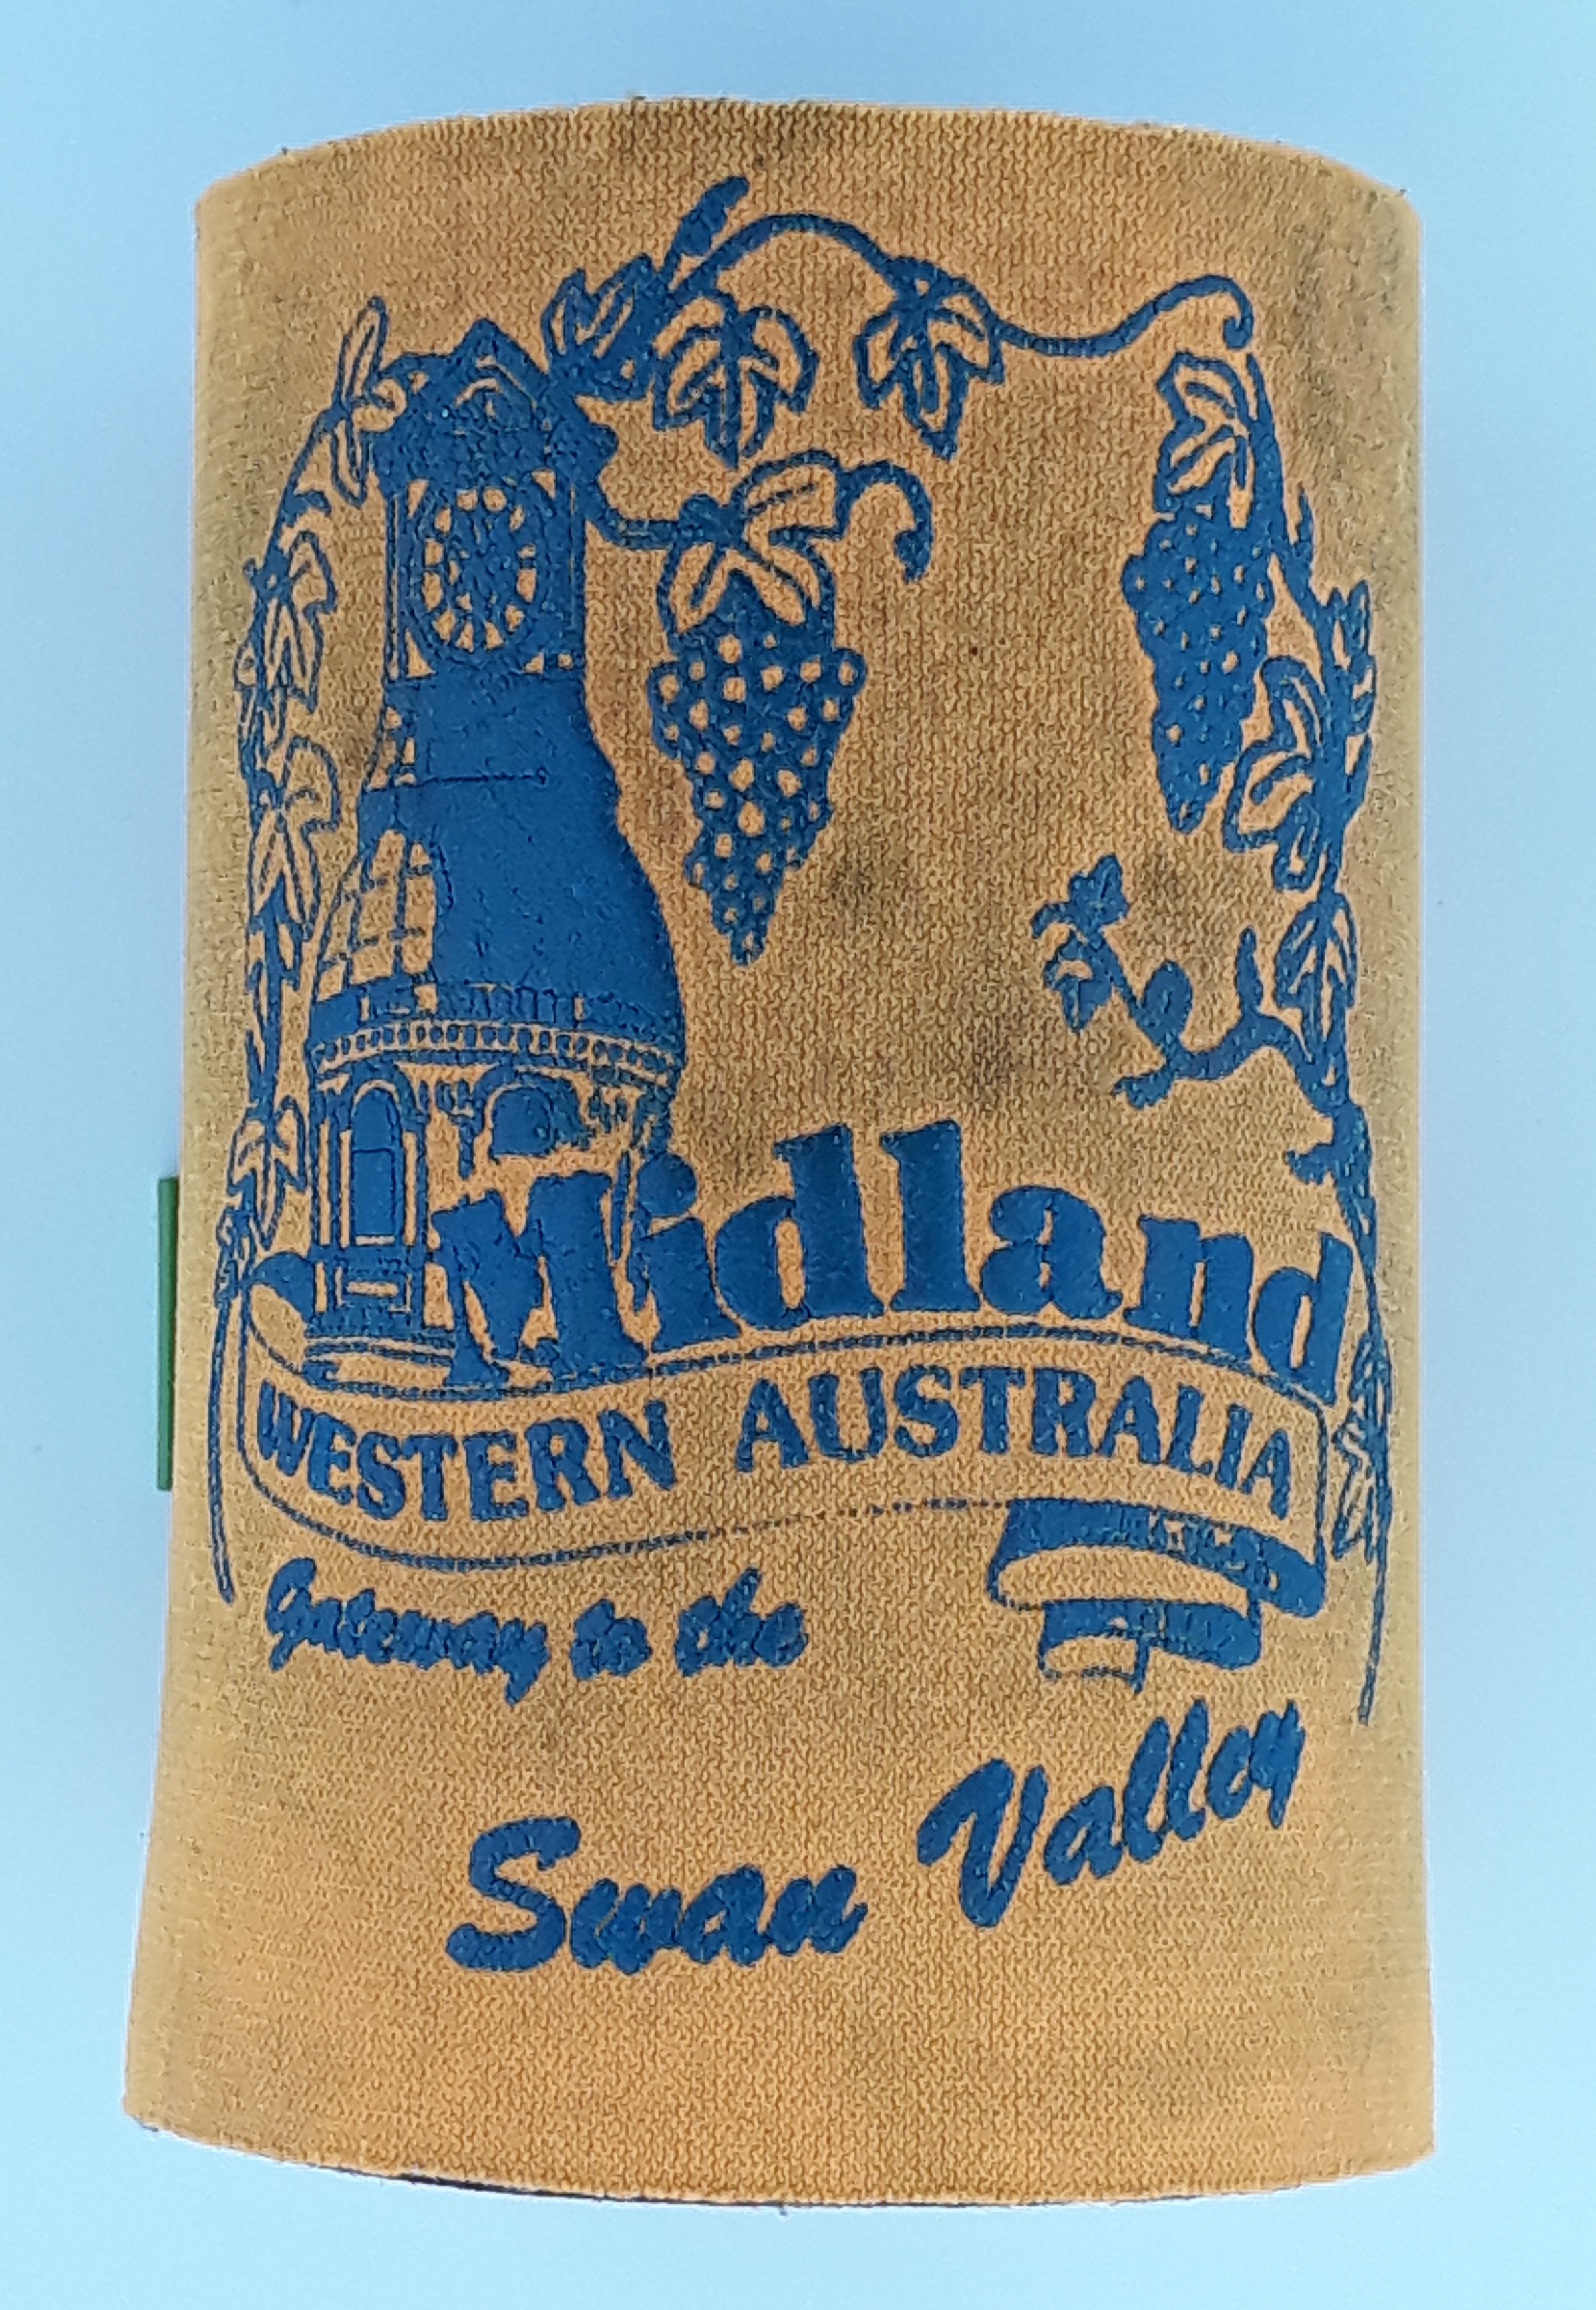 Midland
WESTERN AUSTRALIA
Gateway to the
Swan Valley